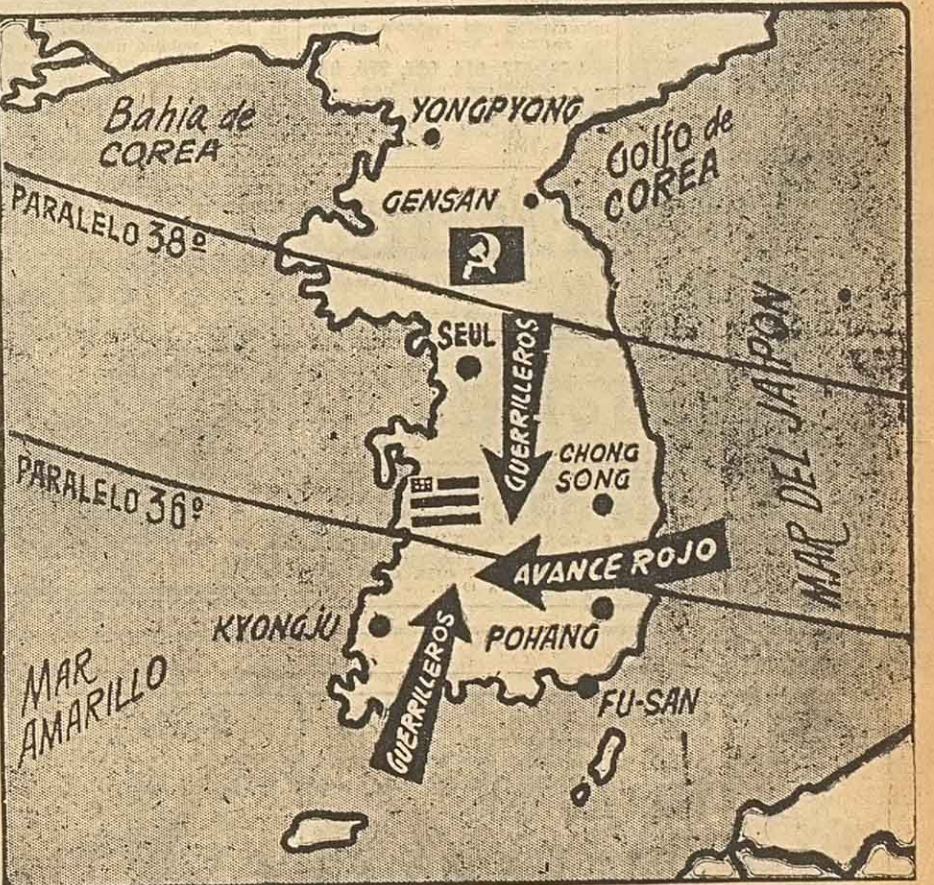 YONGPYONG
Bahia de
COREA
Golfo de
COREA
GENSAN
PARALELO 38º
SEUL
GUERRILLEROS
MAR DEL JAPON
CHONG
SONG
PARALELO 36º
AVANCE ROJO
KYONGJU
POHANG
GUERRILLEROS
MAR
AMARILLO
FU-SAN